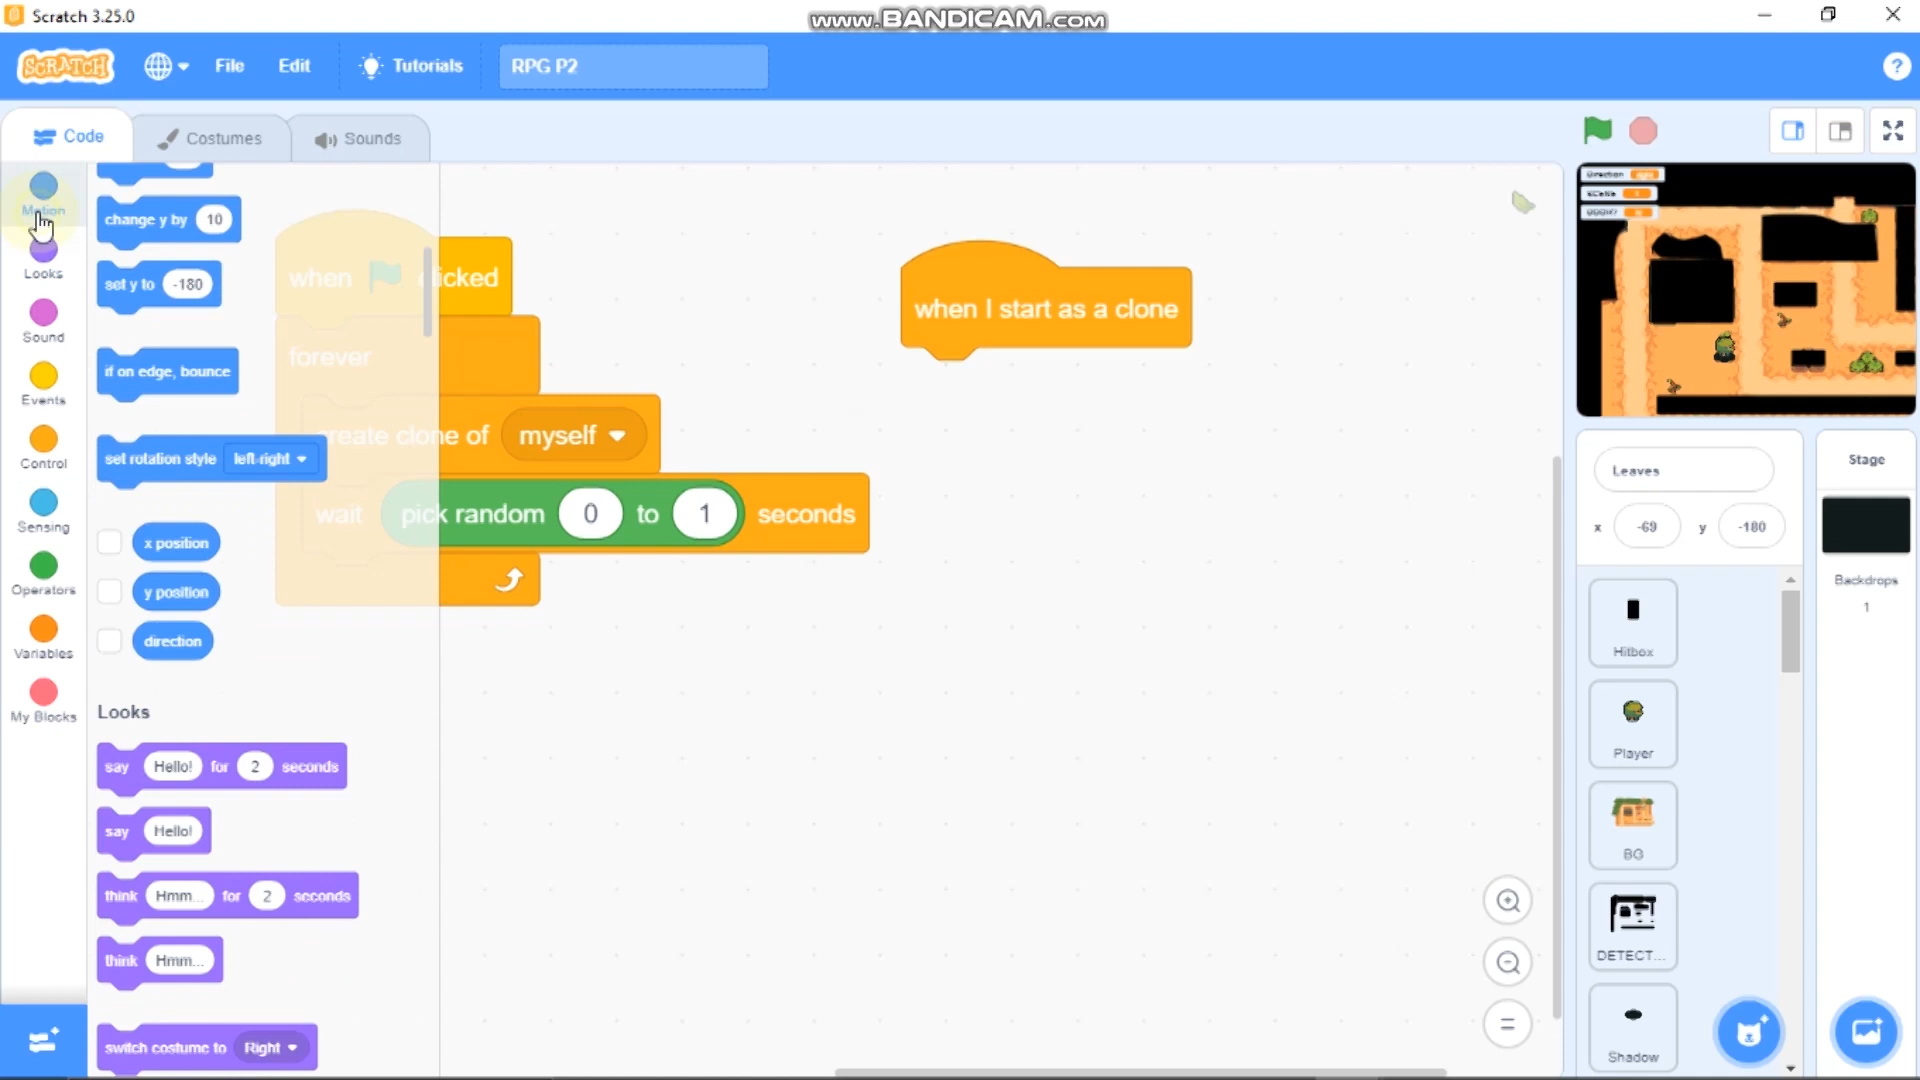 Scratch 3.25.0
www.BANDICAM.com
SCRATCH
File
Edit
Tutorials
RPG P2
?
Code
Costumes
Sounds
Motion
Looks
Sound
Events
Control
Sensing
Operators
Variables
My Blocks
change y by 10
set y to -180
if on edge, bounce
set rotation style left-right
x position
y position
direction
Looks
say Hello! for 2 seconds
say Hello!
think Hmm... for 2 seconds
think Hmm...
switch costume to Right
when clicked
forever
create clone of myself
wait pick random 0 to 1 seconds
when I start as a clone
Direction right
SCENE
Leaves
x -69 y -180
Hitbox
Player
BG
DETECT...
Shadow
Stage
Backdrops
1